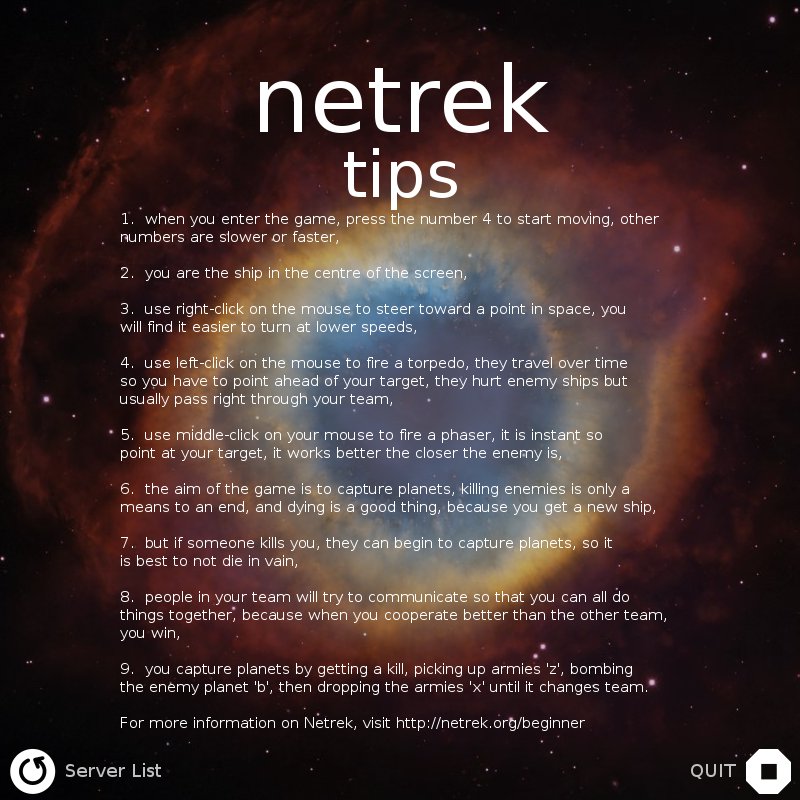 netrek
tips
1. when you enter the game, press the number 4 to start moving, other
numbers are slower or faster,
2. you are the ship in the centre of the screen,
3. use right-click on the mouse to steer toward a point in space, you
will find it easier to turn at lower speeds,
4. use left-click on the mouse to fire a torpedo, they travel over time
so you have to point ahead of your target, they hurt enemy ships but
usually pass right through your team,
5. use middle-click on your mouse to fire a phaser, it is instant so
point at your target, it works better the closer the enemy is,
6. the aim of the game is to capture planets, killing enemies is only a
means to an end, and dying is a good thing, because you get a new ship,
7. but if someone kills you, they can begin to capture planets, so it
is best to not die in vain,
8. people in your team will try to communicate so that you can all do
things together, because when you cooperate better than the other team,
you win,
9. you capture planets by getting a kill, picking up armies 'z', bombing
the enemy planet 'b', then dropping the armies 'x' until it changes team.
For more information on Netrek, visit http://netrek.org/beginner
Server List
QUIT